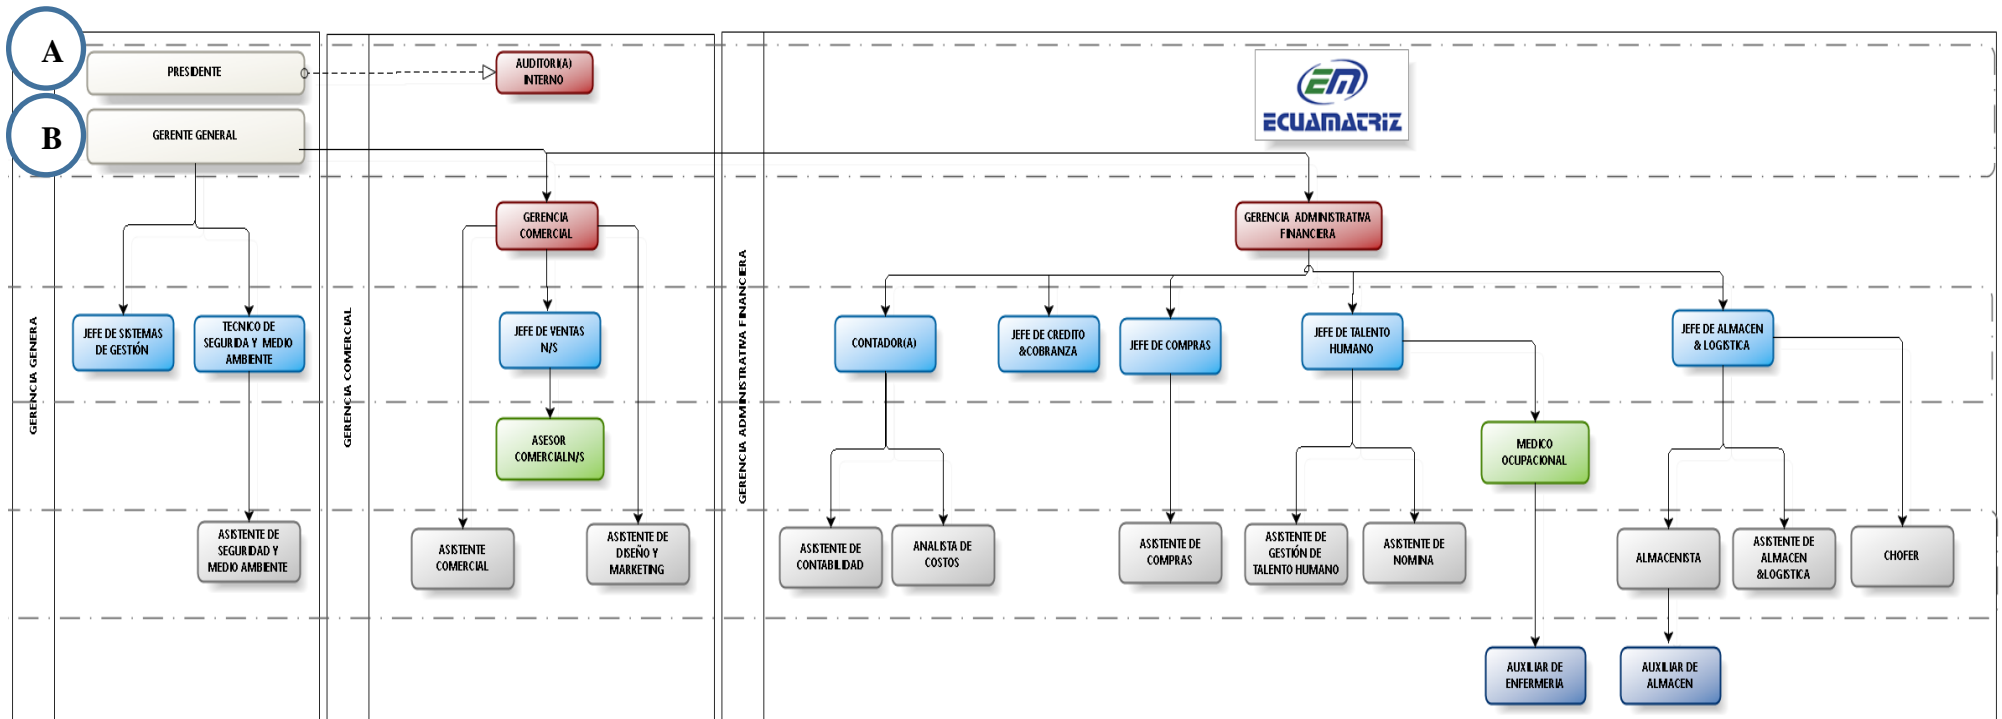 A
PRESIDENTE
AUDITORI(A)
INTERNO
EM
ECUAMATRIZ
B
GERENTE GENERAL
GERENCIA
COMERCIAL
GERENCIA ADMINISTRATIVA
FINANCIERA
GERENCIA GENERA
GERENCIA COMERCIAL
GERENCIA ADMINISTRATIVA FINANCIERA
JEFE DE SISTEMAS
DE GESTIÓN
TECNICO DE
SEGURIDA Y MEDIO
AMBIENTE
JEFE DE VENTAS
N/S
CONTADOR(A)
JEFE DE CREDITO
&COBRANZA
JEFE DE COMPRAS
JEFE DE TALENTO
HUMANO
JEFE DE ALMACEN
& LOGISTICA
ASESOR
COMERCIALN/S
MEDICO
OCUPACIONAL
ASISTENTE DE
SEGURIDAD Y
MEDIO AMBIENTE
ASISTENTE
COMERCIAL
ASISTENTE DE
DISEÑO Y
MARKETING
ASISTENTE DE
CONTABILIDAD
ANALISTA DE
COSTOS
ASISTENTE DE
COMPRAS
ASISTENTE DE
GESTIÓN DE
TALENTO HUMANO
ASISTENTE DE
NOMINA
ALMACENISTA
ASISTENTE DE
ALMACEN
&LOGISTICA
CHOFER
AUXILIAR DE
ENFERMERIA
AUXILIAR DE
ALMACEN